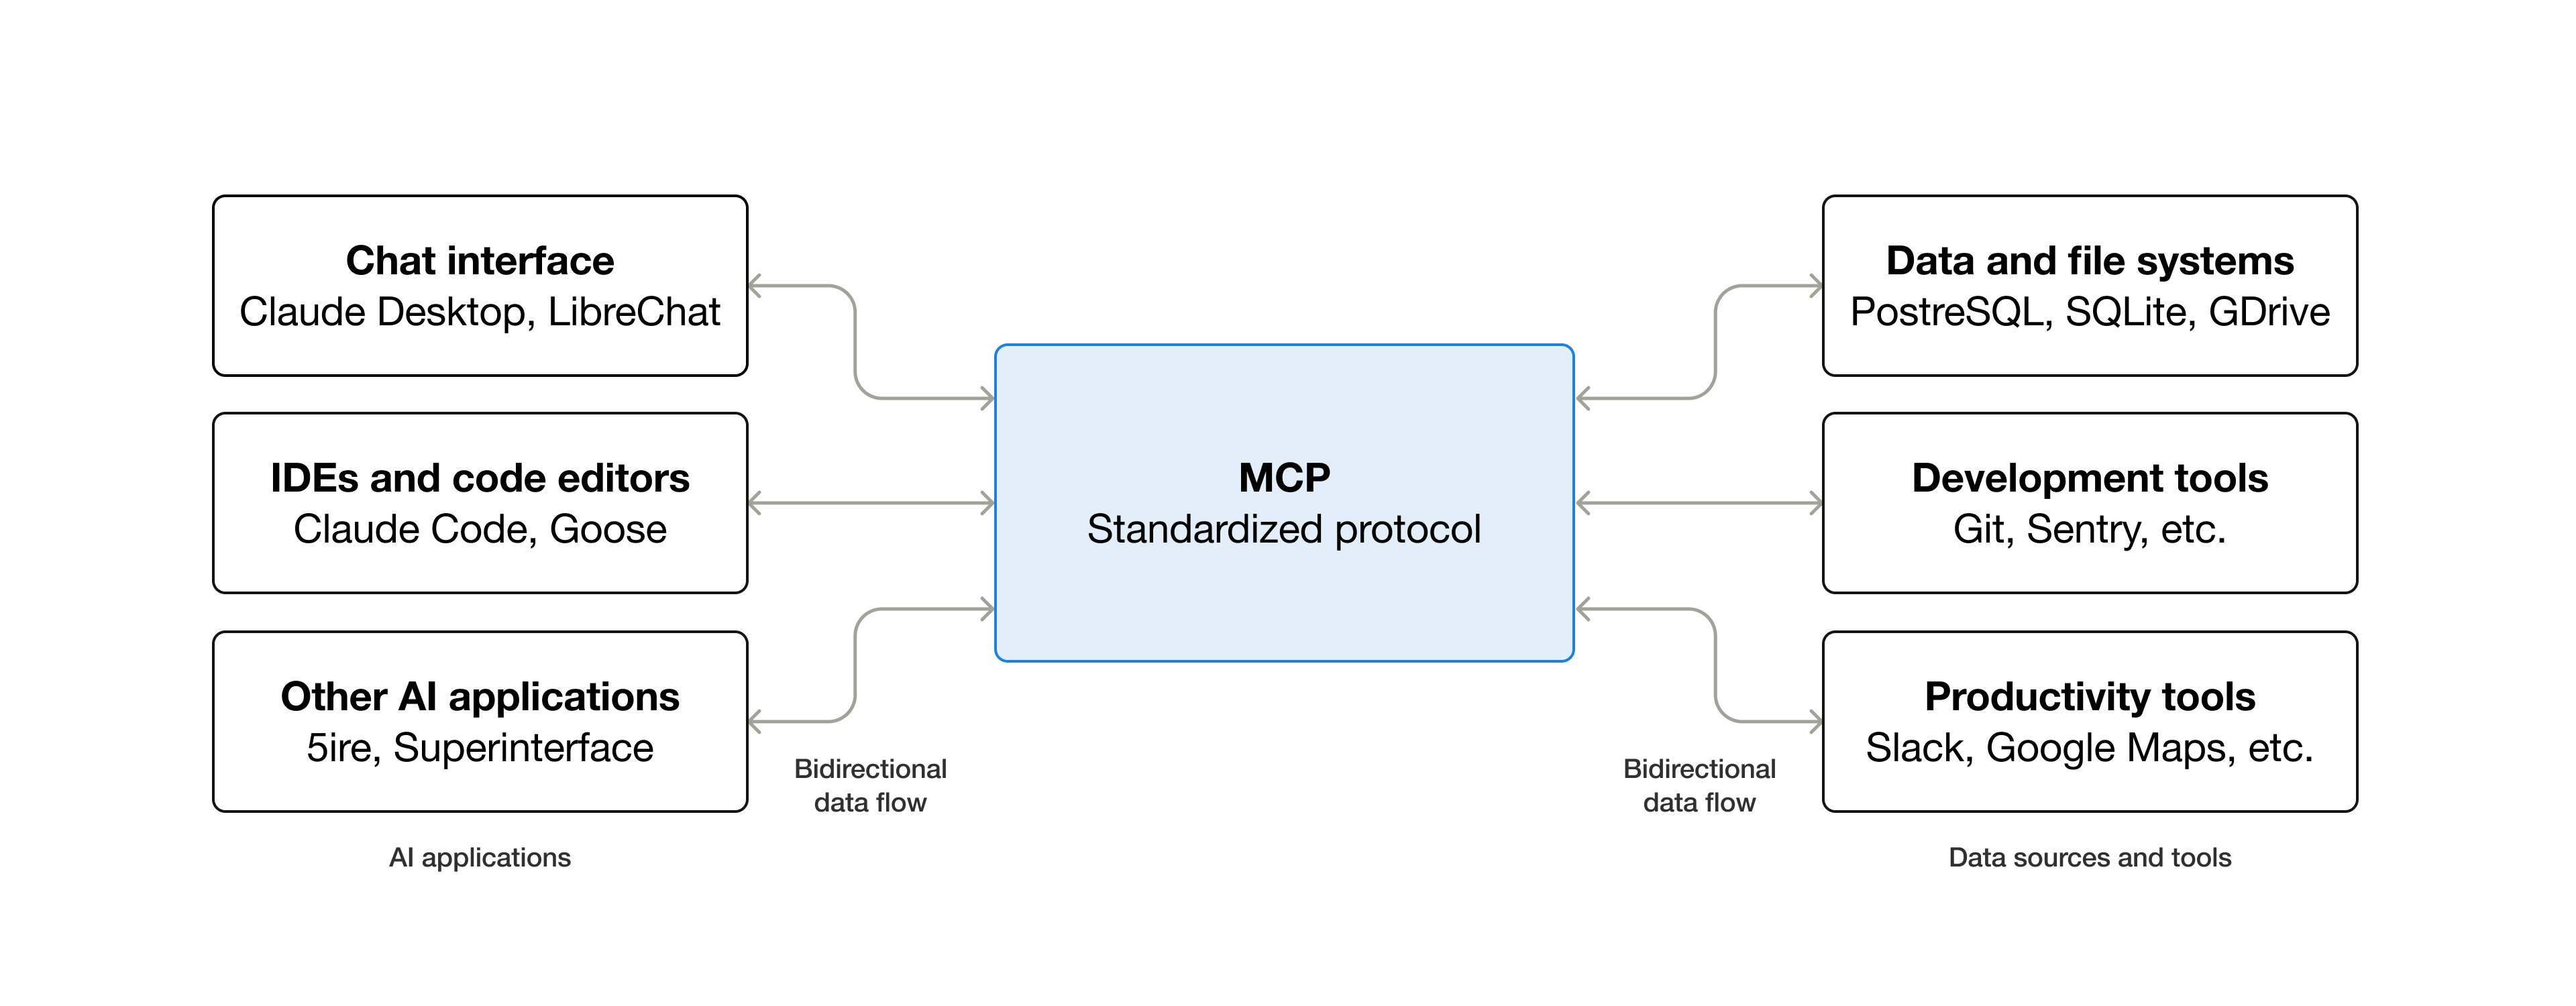 Chat interface
Claude Desktop, LibreChat
IDEs and code editors
Claude Code, Goose
Other AI applications
5ire, Superinterface
AI applications
Bidirectional
data flow
MCP
Standardized protocol
Bidirectional
data flow
Data and file systems
PostreSQL, SQLite, GDrive
Development tools
Git, Sentry, etc.
Productivity tools
Slack, Google Maps, etc.
Data sources and tools